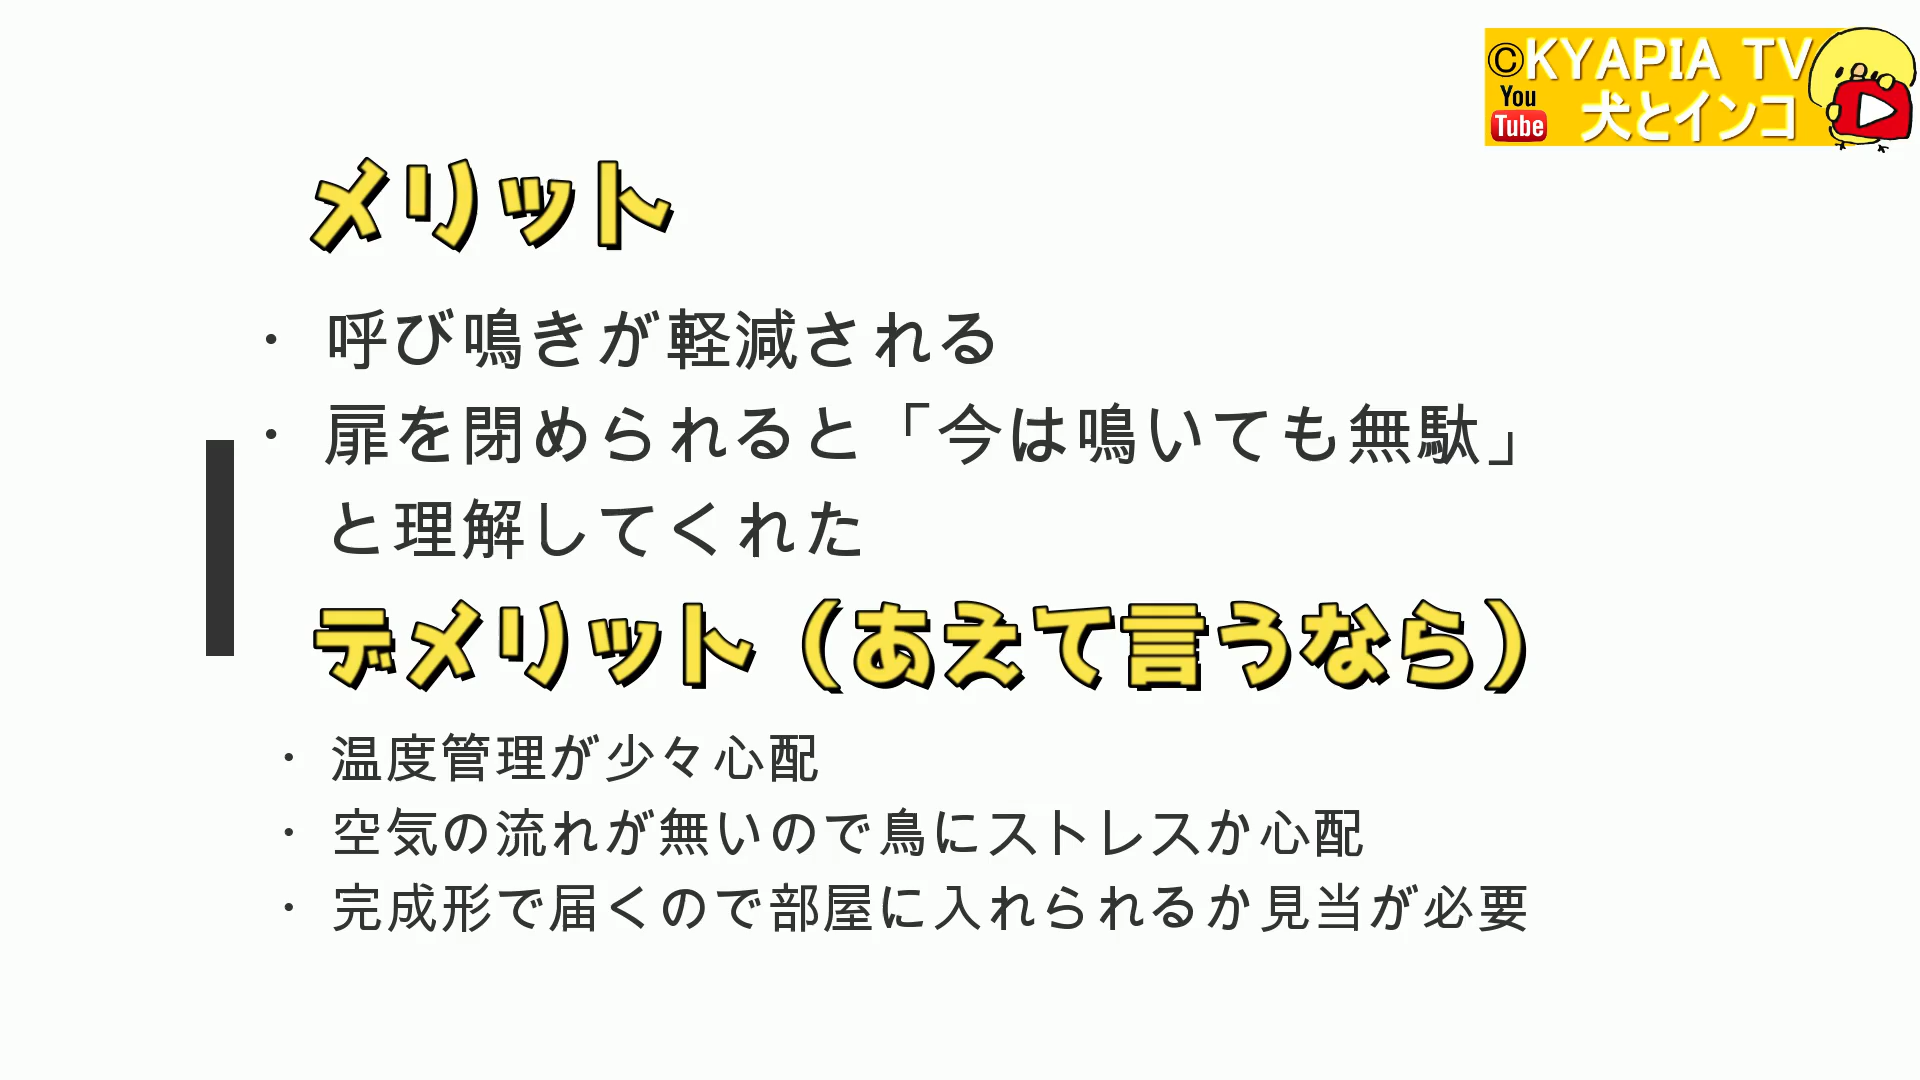 ©KYAPIA TV
You
Tube
犬とインコ
メリット
・ 呼び鳴きが軽減される
・ 扉を閉められると「今は鳴いても無駄」
と理解してくれた
デメリット（あえて言うなら）
・ 温度管理が少々心配
・ 空気の流れが無いので鳥にストレスか心配
・ 完成形で届くので部屋に入れられるか見当が必要